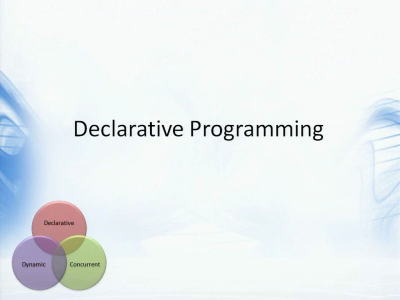 Declarative Programming
Declarative
Dynamic
Concurrent